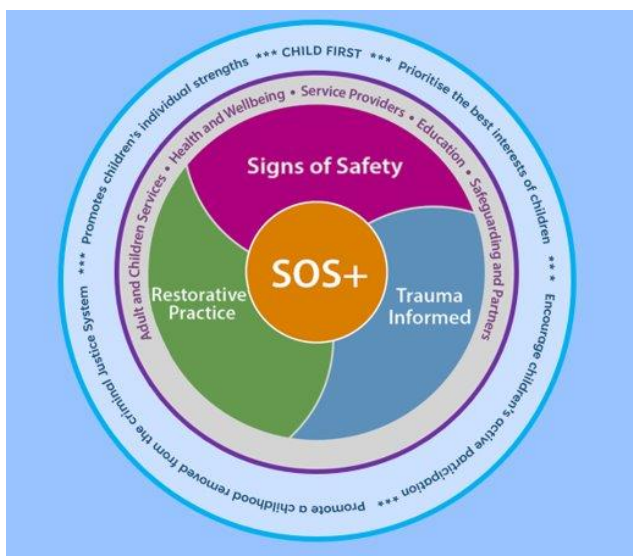 *** CHILD FIRST *** Prioritise the best interests of children *** Encourage children's active participation *** Promote a childhood removed from the criminal Justice System *** Promotes children's individual strengths
Adult and Children Services • Health and Wellbeing • Service Providers • Education • Safeguarding and Partners
Signs of Safety
SOS+
Restorative
Practice
Trauma
Informed